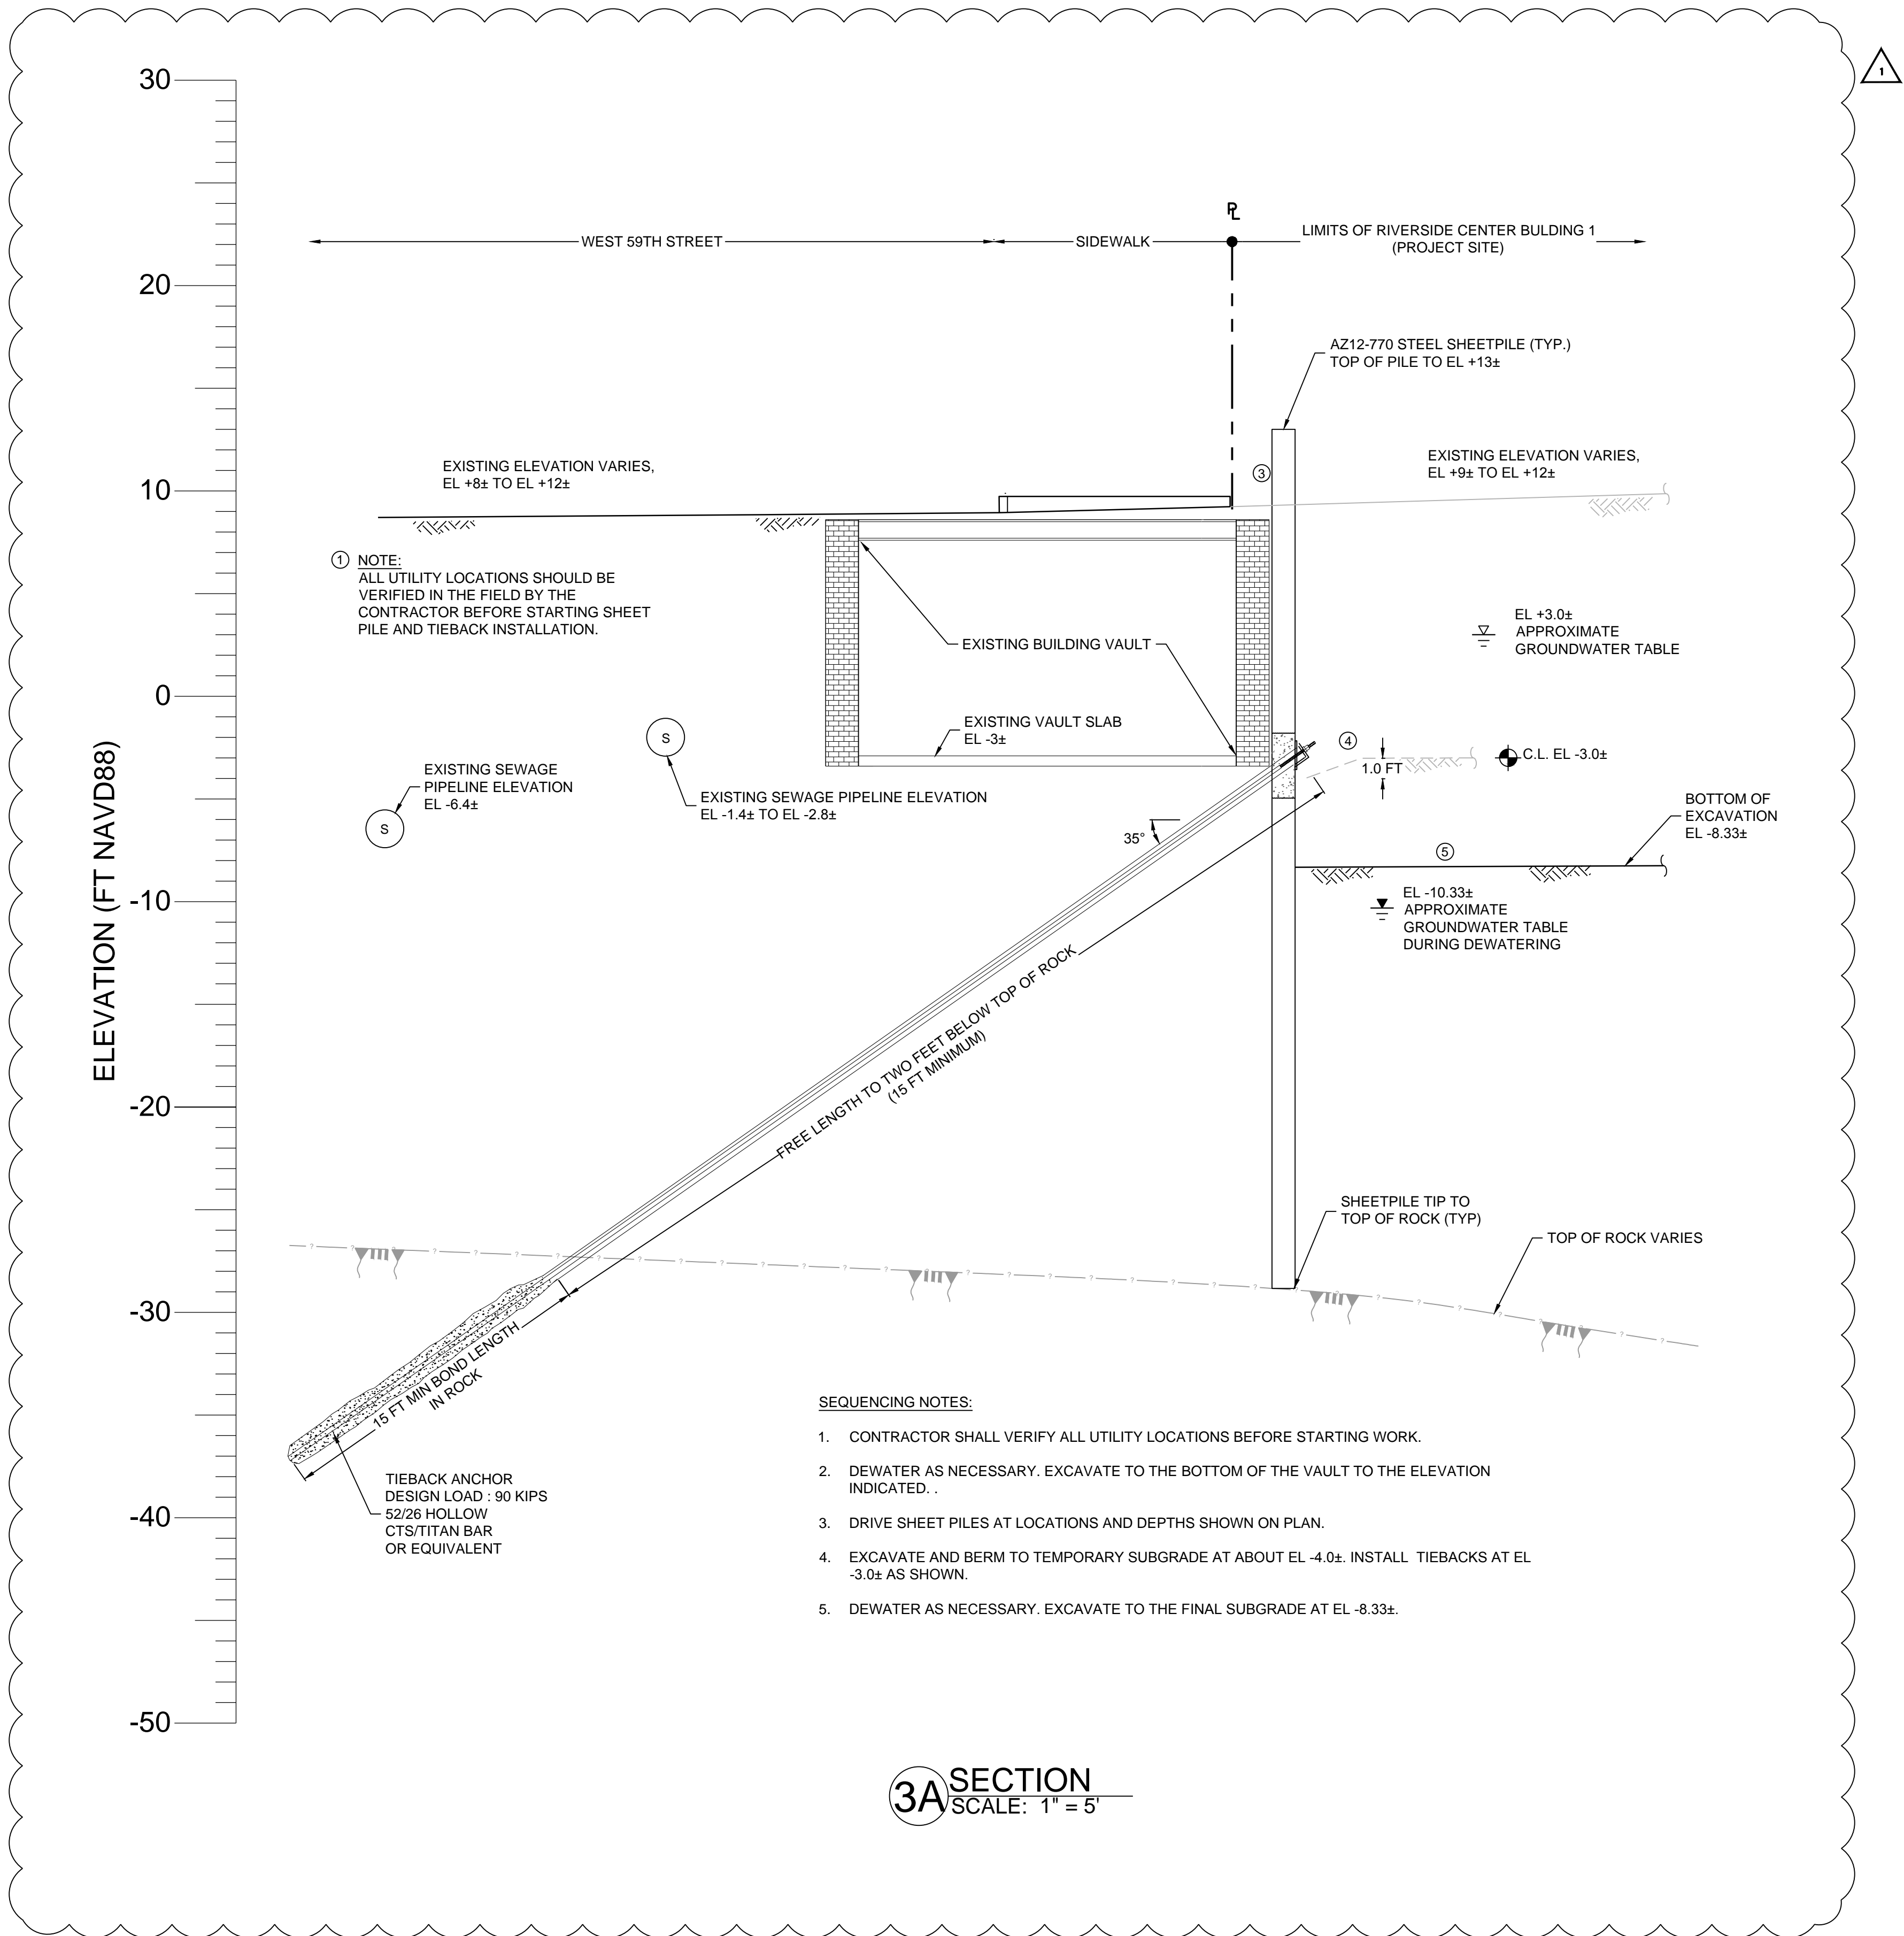 1
30
20
10
0
-10
-20
-30
-40
-50
ELEVATION (FT NAVD88)
PL
WEST 59TH STREET
SIDEWALK
LIMITS OF RIVERSIDE CENTER BULDING 1
(PROJECT SITE)
AZ12-770 STEEL SHEETPILE (TYP.)
TOP OF PILE TO EL +13±
EXISTING ELEVATION VARIES,
EL +8± TO EL +12±
3
EXISTING ELEVATION VARIES,
EL +9± TO EL +12±
1 NOTE:
ALL UTILITY LOCATIONS SHOULD BE
VERIFIED IN THE FIELD BY THE
CONTRACTOR BEFORE STARTING SHEET
PILE AND TIEBACK INSTALLATION.
EXISTING BUILDING VAULT
EL +3.0±
APPROXIMATE
GROUNDWATER TABLE
EXISTING VAULT SLAB
EL -3±
S
EXISTING SEWAGE PIPELINE ELEVATION
EL -1.4± TO EL -2.8±
EXISTING SEWAGE
PIPELINE ELEVATION
EL -6.4±
S
4
1.0 FT
C.L. EL -3.0±
35°
BOTTOM OF
EXCAVATION
EL -8.33±
5
EL -10.33±
APPROXIMATE
GROUNDWATER TABLE
DURING DEWATERING
FREE LENGTH TO TWO FEET BELOW TOP OF ROCK
(15 FT MINIMUM)
SHEETPILE TIP TO
TOP OF ROCK (TYP)
TOP OF ROCK VARIES
? ? ? ? ? ? ? ? ? ? ? ? ? ? ? ? ? ? ? ? ? ? ? ? ? ? ? ? ? ? ? ? ? ?
15 FT MIN BOND LENGTH
IN ROCK
TIEBACK ANCHOR
DESIGN LOAD : 90 KIPS
52/26 HOLLOW
CTS/TITAN BAR
OR EQUIVALENT
SEQUENCING NOTES:
1. CONTRACTOR SHALL VERIFY ALL UTILITY LOCATIONS BEFORE STARTING WORK.
2. DEWATER AS NECESSARY. EXCAVATE TO THE BOTTOM OF THE VAULT TO THE ELEVATION
INDICATED. .
3. DRIVE SHEET PILES AT LOCATIONS AND DEPTHS SHOWN ON PLAN.
4. EXCAVATE AND BERM TO TEMPORARY SUBGRADE AT ABOUT EL -4.0±. INSTALL TIEBACKS AT EL
-3.0± AS SHOWN.
5. DEWATER AS NECESSARY. EXCAVATE TO THE FINAL SUBGRADE AT EL -8.33±.
3A SECTION
SCALE: 1" = 5'